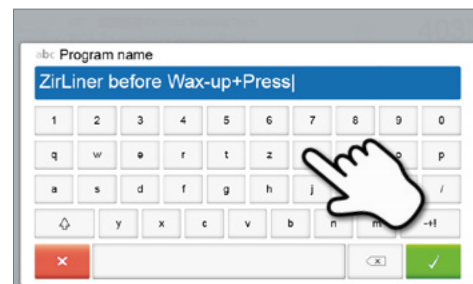 abc Program name
ZirLiner before Wax-up+Press
1 2 3 4 5 6 7 8 9 0
q w e r t z o p
a s d f g h j /
y x c v b n m -+!